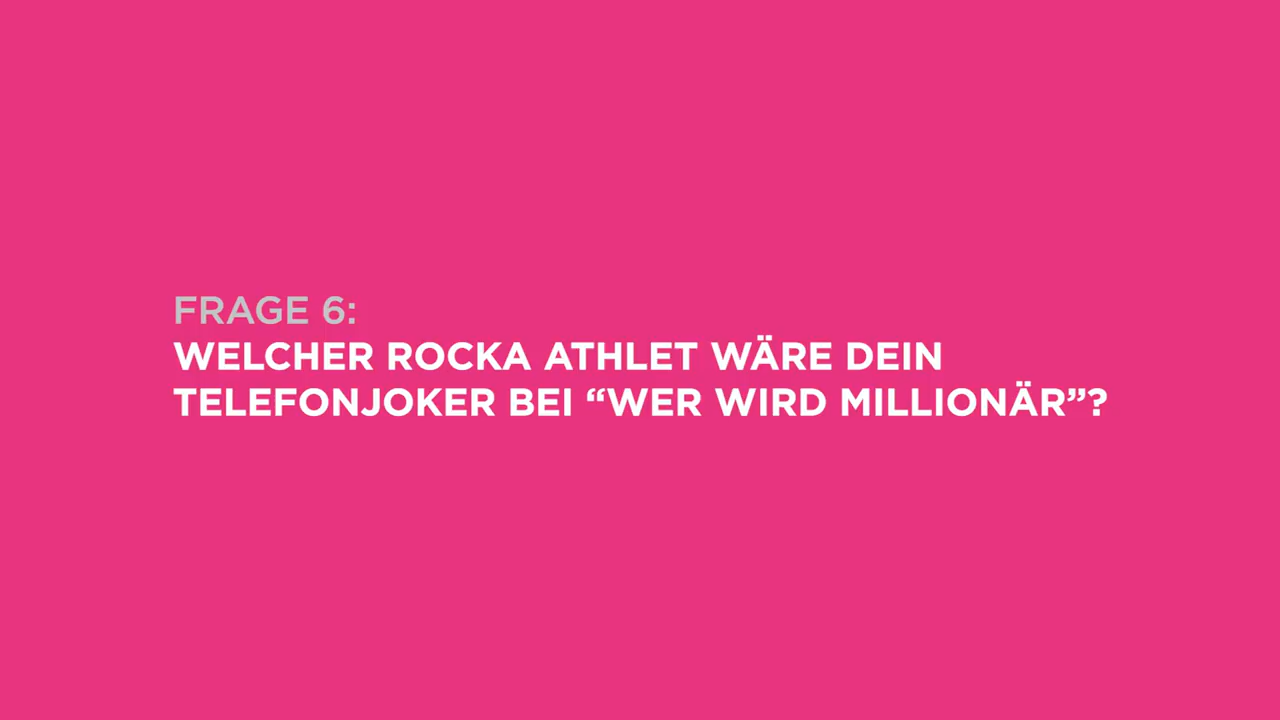 FRAGE 6:
WELCHER ROCKA ATHLET WÄRE DEIN
TELEFONJOKER BEI “WER WIRD MILLIONÄR”?